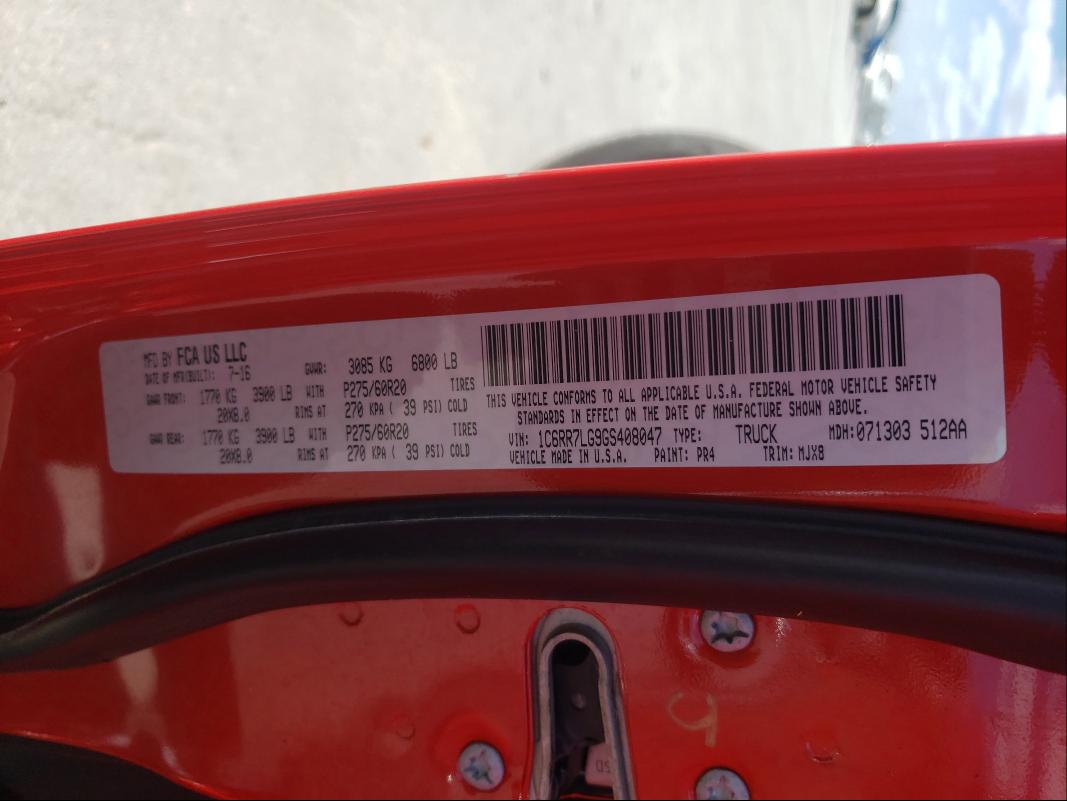 MFD BY FCA US LLC
DATE OF MFR(BUILT): 7-16 GVWR: 3085 KG 6800 LB
GAWR FRONT: 1770 KG 3900 LB WITH P275/60R20 TIRES
20X8.0 RIMS AT 270 KPA ( 39 PSI) COLD
GAWR REAR: 1770 KG 3900 LB WITH P275/60R20 TIRES
20X8.0 RIMS AT 270 KPA ( 39 PSI) COLD
THIS VEHICLE CONFORMS TO ALL APPLICABLE U.S.A. FEDERAL MOTOR VEHICLE SAFETY
STANDARDS IN EFFECT ON THE DATE OF MANUFACTURE SHOWN ABOVE.
VIN: 1C6RR7LG9GS408047 TYPE: TRUCK MDH:071303 512AA
VEHICLE MADE IN U.S.A. PAINT: PR4 TRIM: MJX8